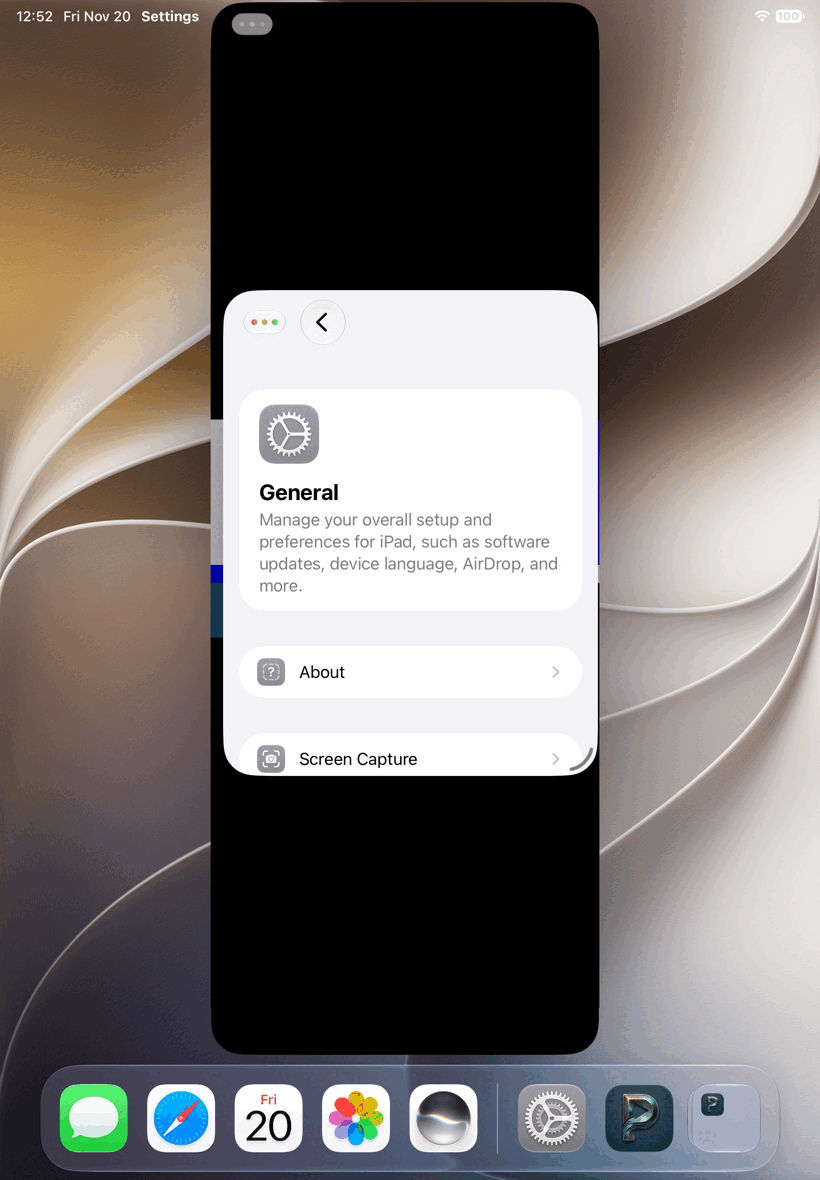 12:52 Fri Nov 20 Settings
100
General
Manage your overall setup and
preferences for iPad, such as software
updates, device language, AirDrop, and
more.
About
Screen Capture
Fri
20